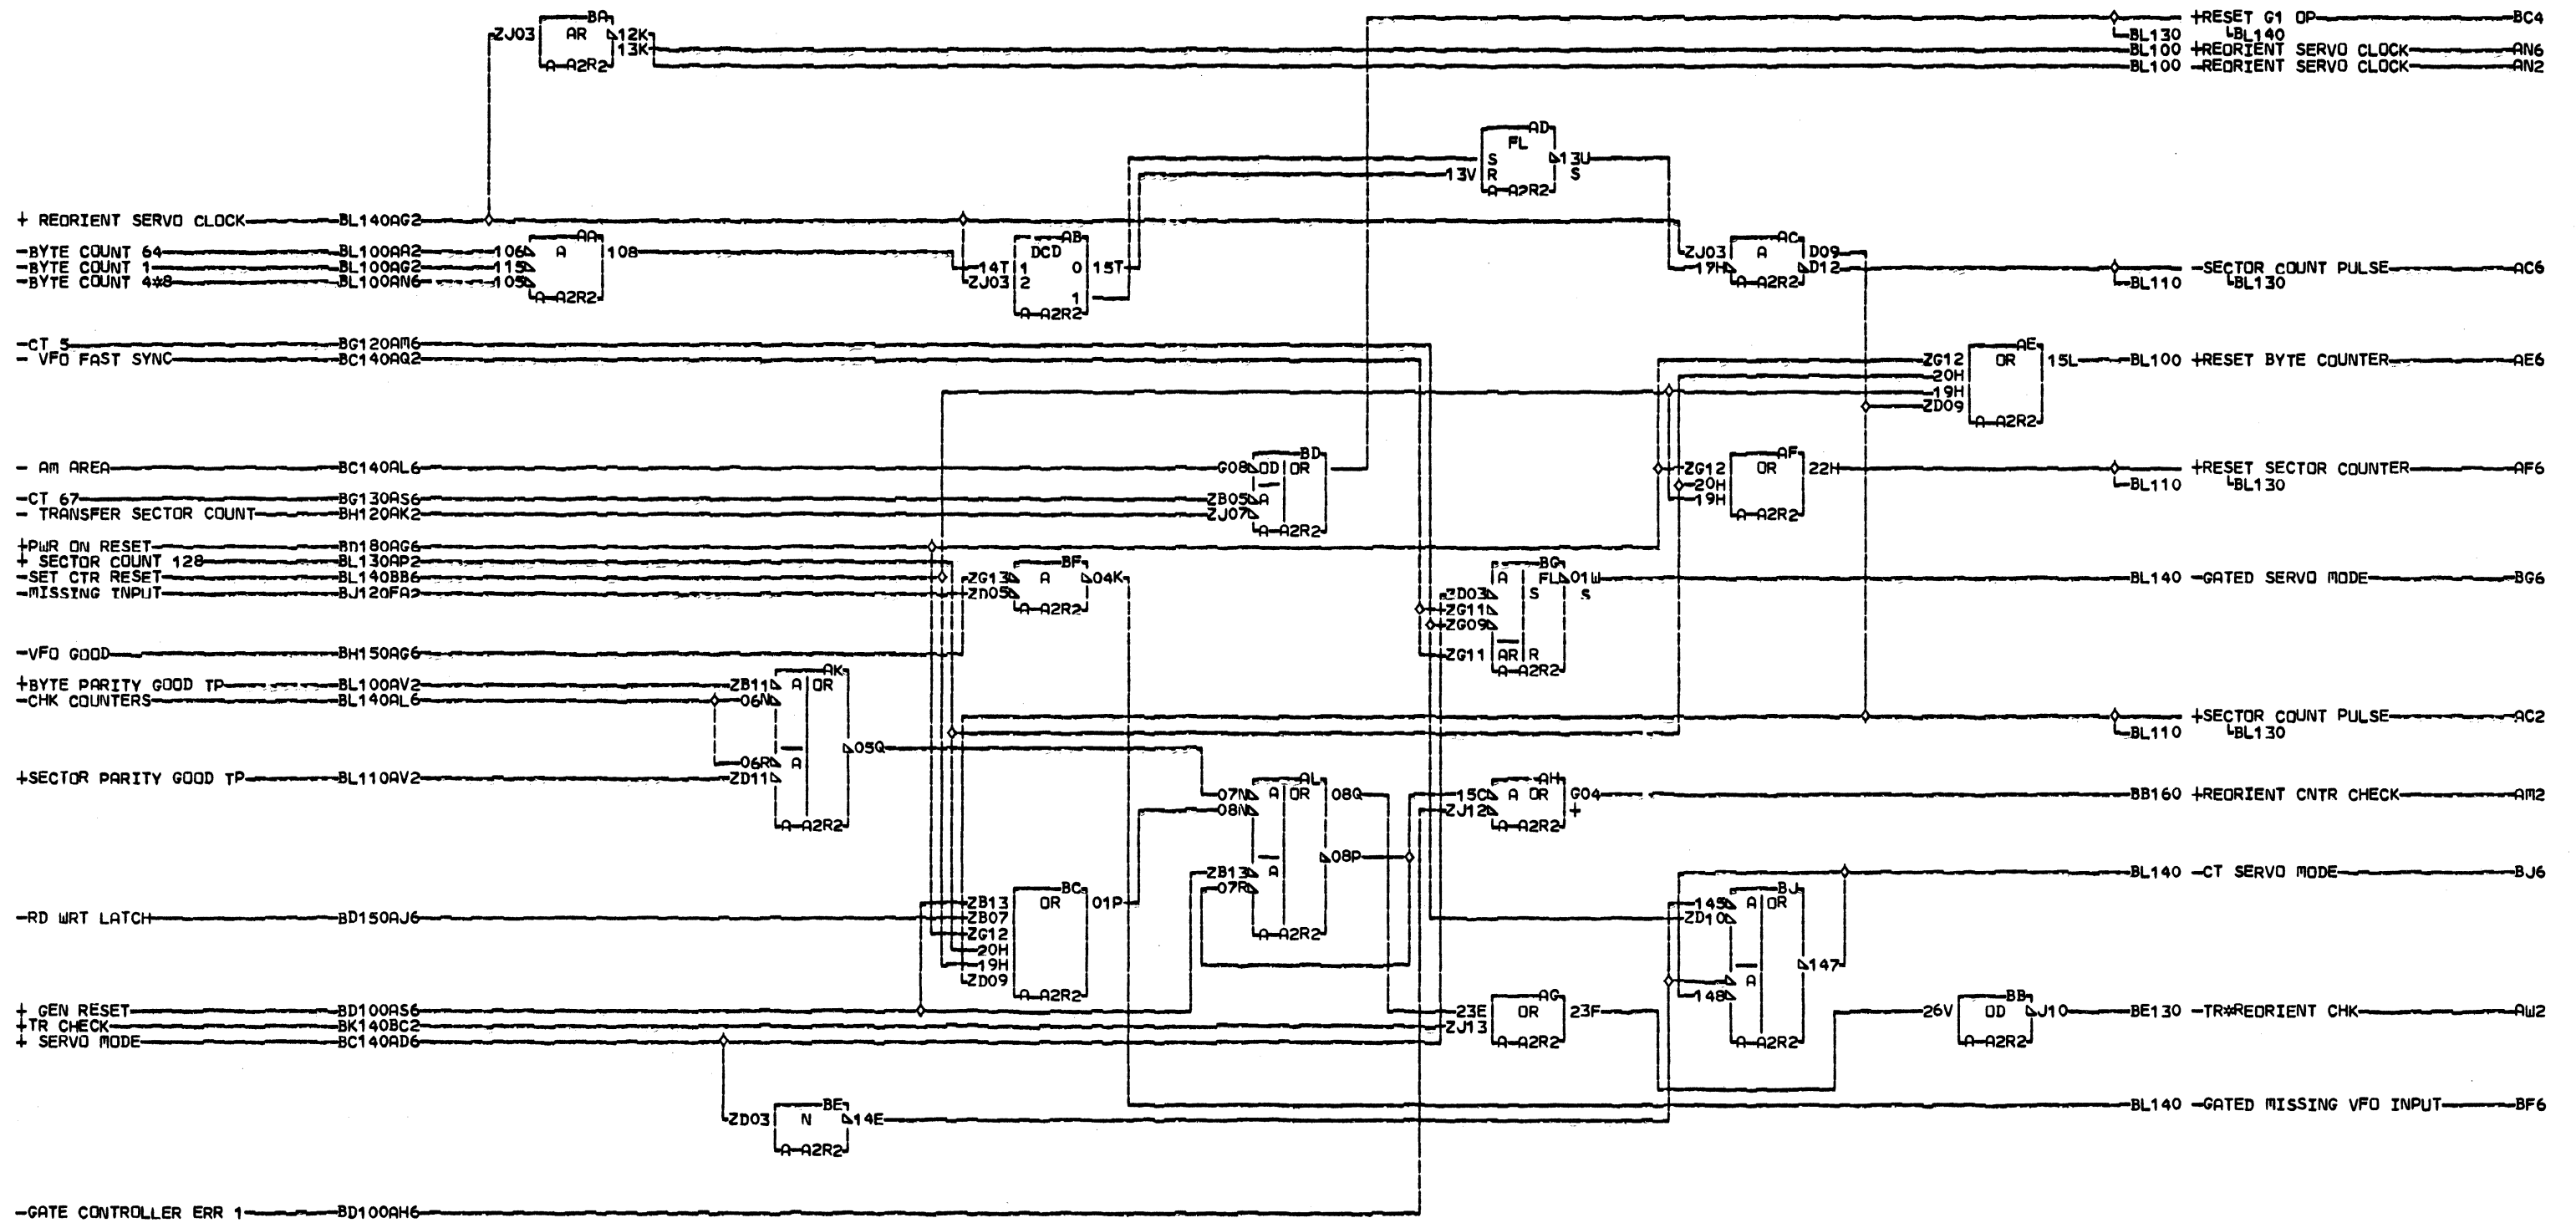 BA
ZJ03 AR 12K
13K
A-A2R2
+RESET G1 OP BC4
BL130 BL140
BL100 +REORIENT SERVO CLOCK AN6
BL100 -REORIENT SERVO CLOCK AN2
AD
FL
S 13U
13V R S
A-A2R2
+ REORIENT SERVO CLOCK BL140AG2
-BYTE COUNT 64 BL100AA2 106
-BYTE COUNT 1 BL100AG2 115
-BYTE COUNT 4*8 BL100AN6 105
AA
A 108
A-A2R2
AB
DCD
14T 1 0 15T
ZJ03 2
1
A-A2R2
AC
ZJ03 A D09
17H D12
A-A2R2
-SECTOR COUNT PULSE AC6
BL110 BL130
-CT 5 BG120AM6
- VFO FAST SYNC BC140AQ2
AE
ZG12 OR 15L BL100 +RESET BYTE COUNTER AE6
20H
19H
ZD09
A-A2R2
- AM AREA BC140AL6
-CT 67 BG130AS6
- TRANSFER SECTOR COUNT BH120AK2
BD
G08 OD OR
ZB05 A
ZJ07
A-A2R2
AF
ZG12 OR 22H
20H
19H
A-A2R2
+RESET SECTOR COUNTER AF6
BL110 BL130
+PWR ON RESET BD180AG6
+ SECTOR COUNT 128 BL130AP2
-SET CTR RESET BL140BB6
-MISSING INPUT BJ120FA2
BF
ZG13 A 04K
ZD05
A-A2R2
BG
A FL 01W
ZD03 S S
ZG11
ZG09
ZG11 AR R
A-A2R2
BL140 -GATED SERVO MODE BG6
-VFO GOOD BH150AG6
+BYTE PARITY GOOD TP BL100AV2
-CHK COUNTERS BL140AL6
AK
ZB11 A OR
06N
05Q
06R A
ZD11
A-A2R2
+SECTOR PARITY GOOD TP BL110AV2
+SECTOR COUNT PULSE AC2
BL110 BL130
AL
07N A OR 08Q
08N
08P
ZB13 A
07R
A-A2R2
AH
15C A OR G04
ZJ12 +
A-A2R2
BB160 +REORIENT CNTR CHECK AM2
BL140 -CT SERVO MODE BJ6
-RD WRT LATCH BD150AJ6
BC
ZB13 OR 01P
ZB07
ZG12
20H
19H
ZD09
A-A2R2
BJ
145 A OR
ZD10
147
A
148
A-A2R2
+ GEN RESET BD100AS6
+TR CHECK BK140BC2
+ SERVO MODE BC140AD6
AG
23E OR 23F
ZJ13
A-A2R2
BB
26V OD J10
A-A2R2
BE130 -TR*REORIENT CHK AW2
BE
ZD03 N 14E
A-A2R2
BL140 -GATED MISSING VFO INPUT BF6
-GATE CONTROLLER ERR 1 BD100AH6